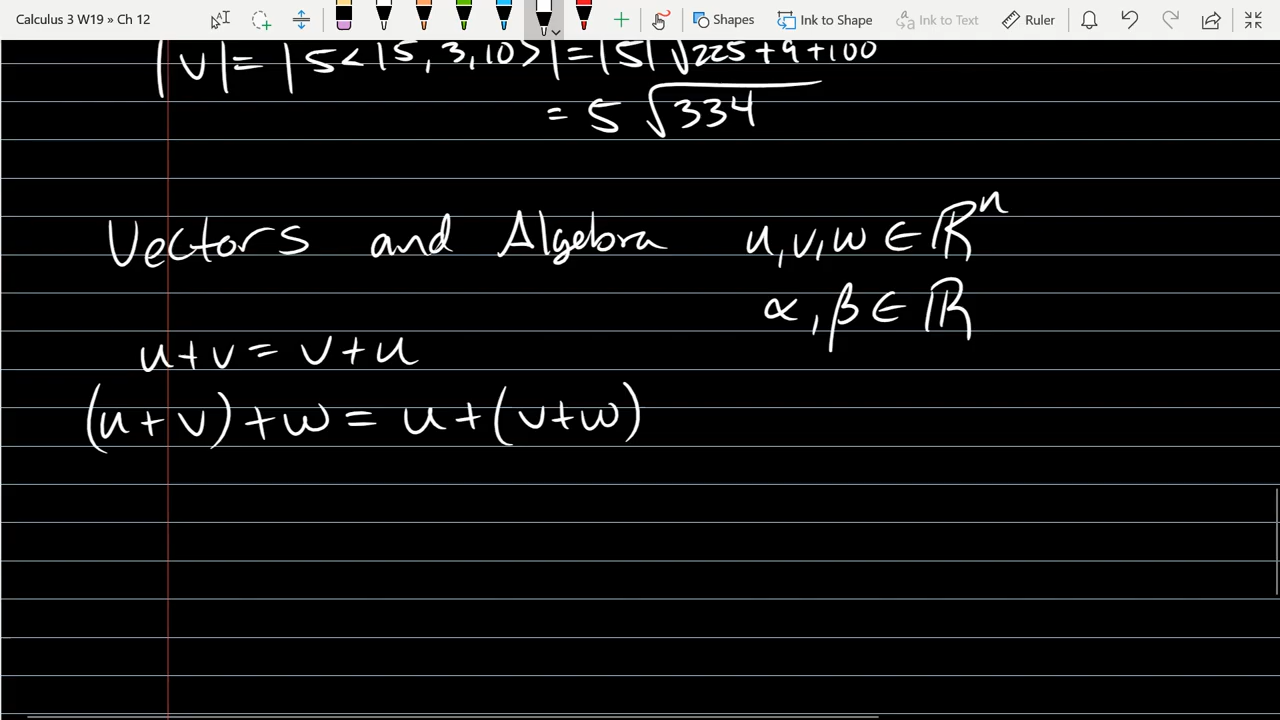 Calculus 3 W19 » Ch 12 Shapes Ink to Shape Ink to Text Ruler
|v| = |5<15, 3, 10>| = |5| √225 + 9 + 100
= 5 √334
Vectors and Algebra u, v, w ∈ ℝⁿ
α, β ∈ ℝ
u + v = v + u
(u + v) + w = u + (v + w)